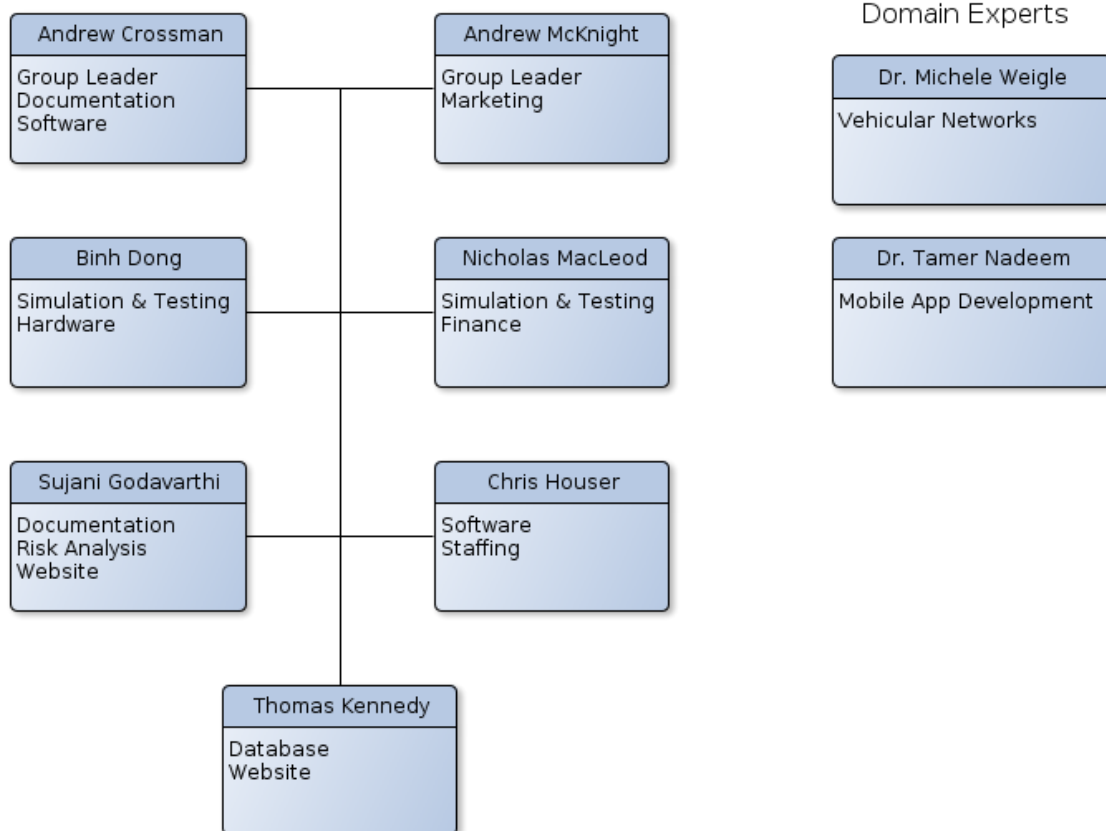 Andrew Crossman
Group Leader
Documentation
Software
Andrew McKnight
Group Leader
Marketing
Domain Experts
Dr. Michele Weigle
Vehicular Networks
Binh Dong
Simulation & Testing
Hardware
Nicholas MacLeod
Simulation & Testing
Finance
Dr. Tamer Nadeem
Mobile App Development
Sujani Godavarthi
Documentation
Risk Analysis
Website
Chris Houser
Software
Staffing
Thomas Kennedy
Database
Website